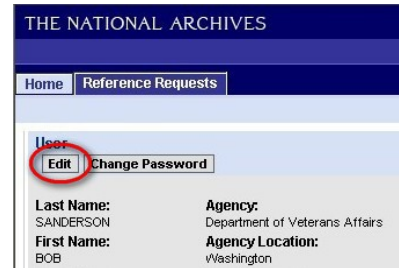 THE NATIONAL ARCHIVES
Home Reference Requests
User
Edit Change Password
Last Name: Agency:
SANDERSON Department of Veterans Affairs
First Name: Agency Location:
BOB Washington